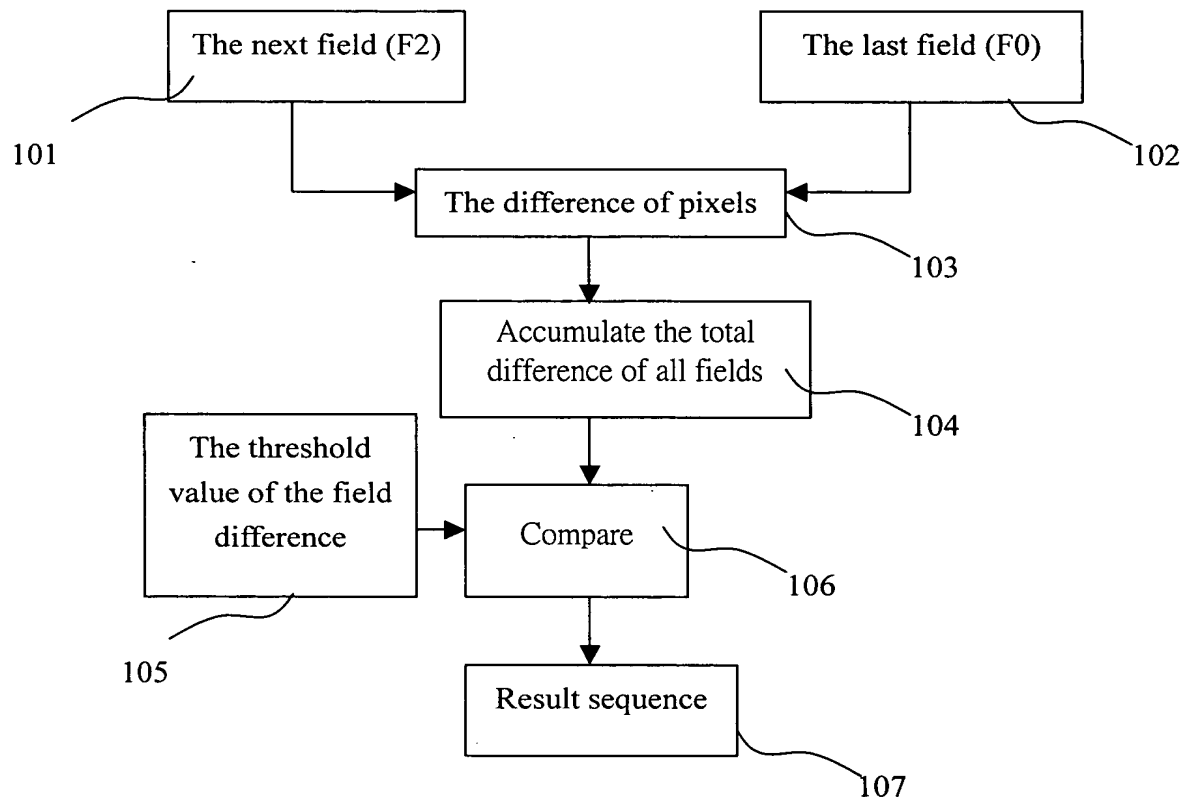 The next field (F2)
The last field (F0)
101
102
The difference of pixels
103
Accumulate the total
difference of all fields
104
The threshold
value of the field
difference
Compare
106
105
Result sequence
107